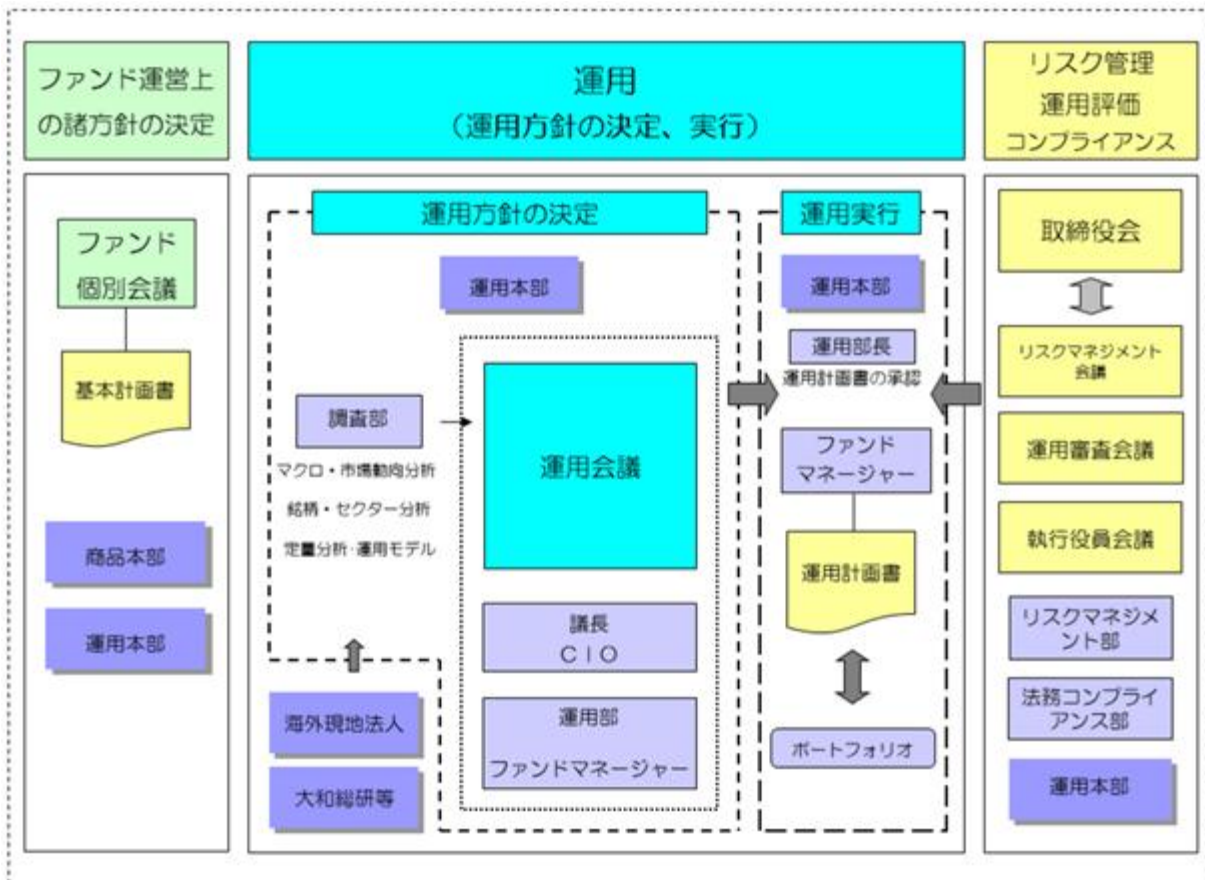 ファンド運営上
の諸方針の決定
運用
（運用方針の決定、実行）
リスク管理
運用評価
コンプライアンス
ファンド
個別会議
基本計画書
商品本部
運用本部
運用方針の決定
運用本部
調査部
マクロ・市場動向分析
銘柄・セクター分析
定量分析・運用モデル
運用会議
議長
ＣＩＯ
運用部
ファンドマネージャー
海外現地法人
大和総研等
運用実行
運用本部
運用部長
運用計画書の承認
ファンド
マネージャー
運用計画書
ポートフォリオ
取締役会
リスクマネジメント
会議
運用審査会議
執行役員会議
リスクマネジメ
ント部
法務コンプライ
アンス部
運用本部